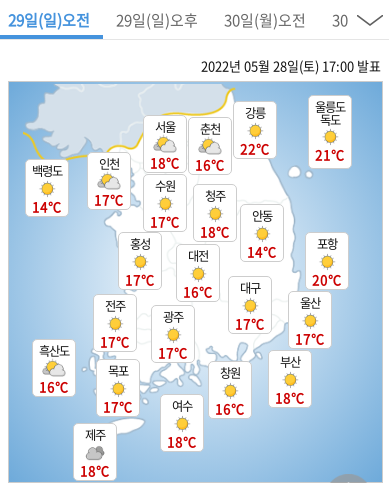 29일(일)오전 29일(일)오후 30일(월)오전 30
2022년 05월 28일(토) 17:00 발표
강릉
22℃
울릉도
독도
21℃
서울
18℃
춘천
16℃
인천
17℃
백령도
14℃
수원
17℃
청주
18℃
안동
14℃
홍성
17℃
대전
16℃
포항
20℃
대구
17℃
울산
17℃
전주
17℃
광주
17℃
흑산도
16℃
목포
17℃
창원
16℃
부산
18℃
여수
18℃
제주
18℃